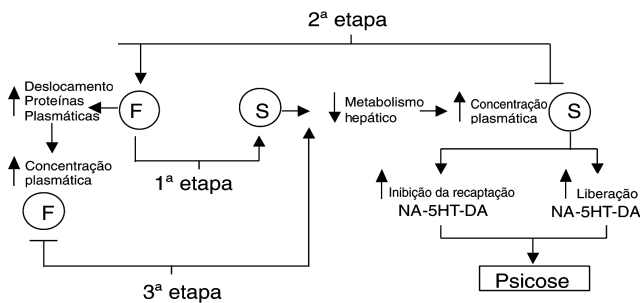 2ª etapa
Deslocamento
Proteínas
Plasmáticas
F
S
Metabolismo
hepático
Concentração
plasmática
S
1ª etapa
Concentração
plasmática
F
Inibição da recaptação
NA-5HT-DA
Liberação
NA-5HT-DA
3ª etapa
Psicose